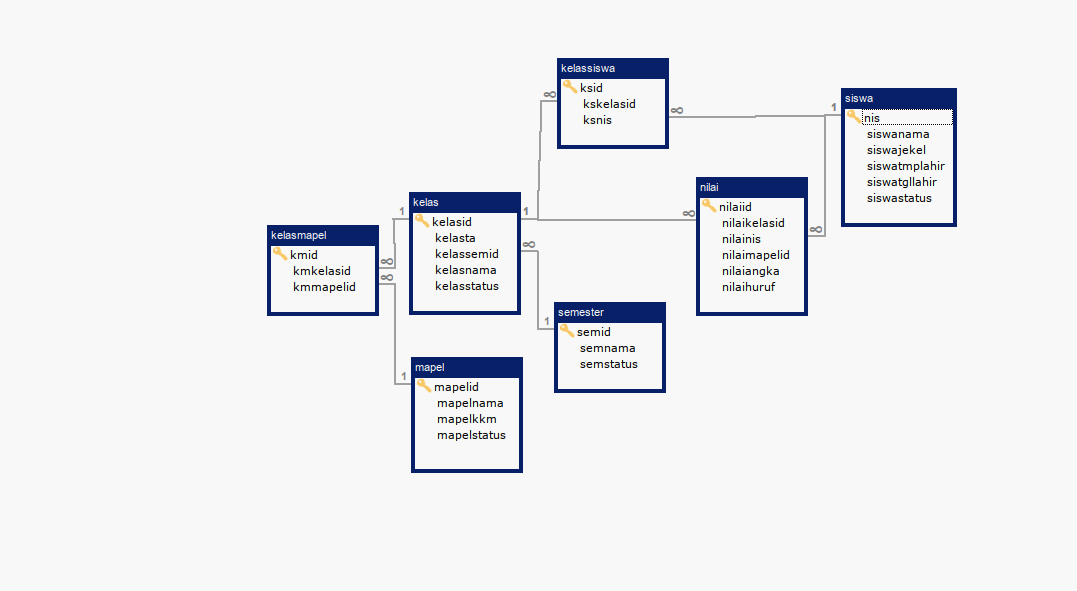 kelassiswa
ksid
kskelasid
ksnis
siswa
nis
siswanama
siswajekel
siswatmplahir
siswatgllahir
siswastatus
nilai
nilaiid
nilaikelasid
nilainis
nilaimapelid
nilaiangka
nilaihuruf
kelas
kelasid
kelasta
kelassemid
kelasnama
kelasstatus
kelasmapel
kmid
kmkelasid
kmmapelid
semester
semid
semnama
semstatus
mapel
mapelid
mapelnama
mapelkkm
mapelstatus
∞
∞
1
1
1
∞
∞
∞
∞
∞
1
1